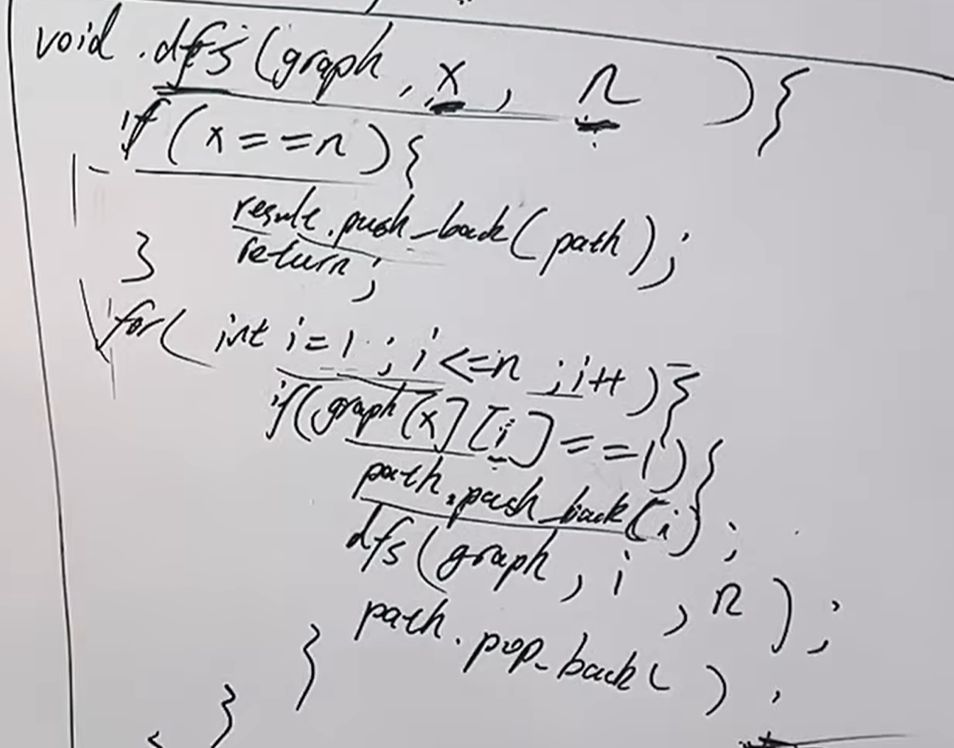 void dfs(graph, x, n){
if(x==n){
result.push_back(path);
return;
}
for(int i=1; i<=n; i++){
if(graph[x][i]==1){
path.push_back(i);
dfs(graph, i, n);
path.pop_back();
}
}